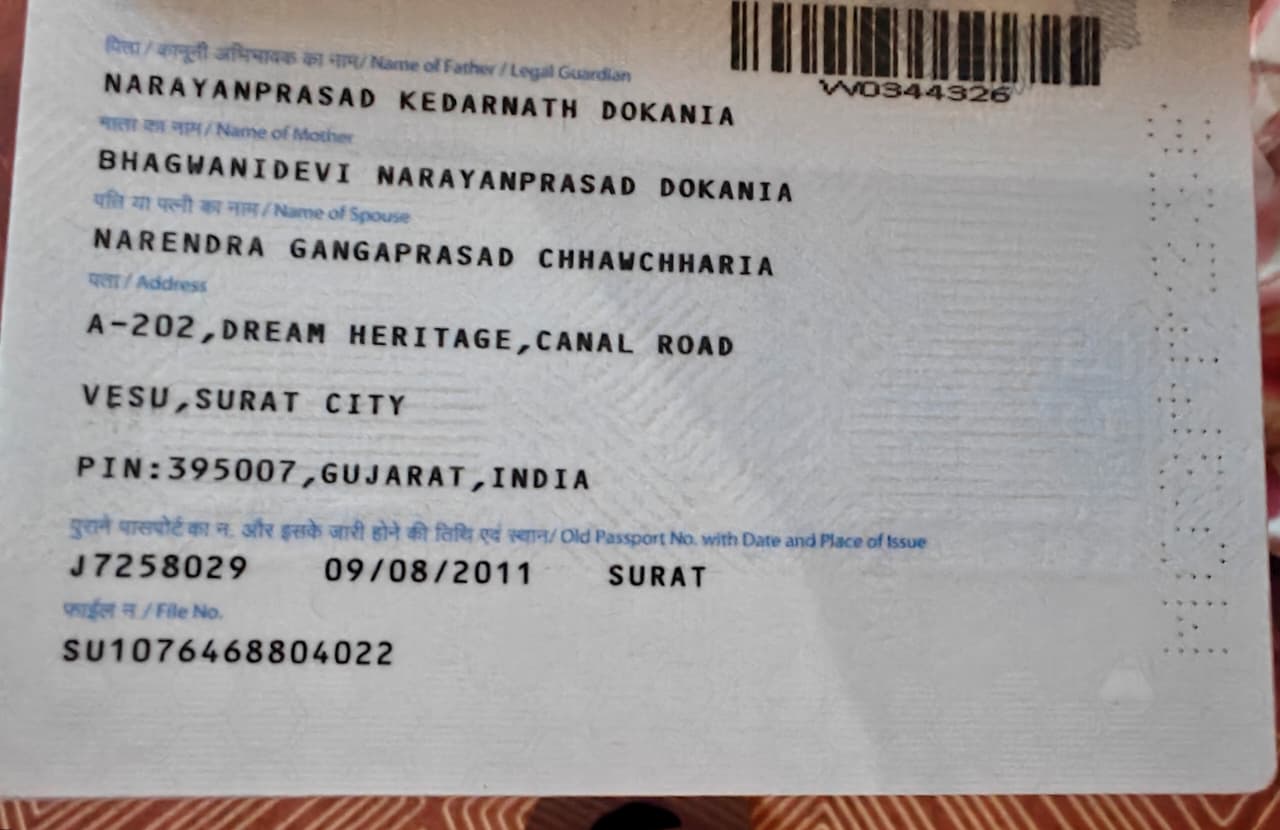 पिता / कानूनी अभिभावक का नाम/ Name of Father / Legal Guardian
W0344326
NARAYANPRASAD KEDARNATH DOKANIA
माता का नाम / Name of Mother
BHAGWANIDEVI NARAYANPRASAD DOKANIA
पति या पत्नी का नाम / Name of Spouse
NARENDRA GANGAPRASAD CHHAWCHHARIA
पता / Address
A-202,DREAM HERITAGE,CANAL ROAD
VESU,SURAT CITY
PIN:395007,GUJARAT,INDIA
पुराने पासपोर्ट का न. और इसके जारी होने की तिथि एवं स्थान/ Old Passport No. with Date and Place of Issue
J7258029 09/08/2011 SURAT
फाईल न / File No.
SU1076468804022